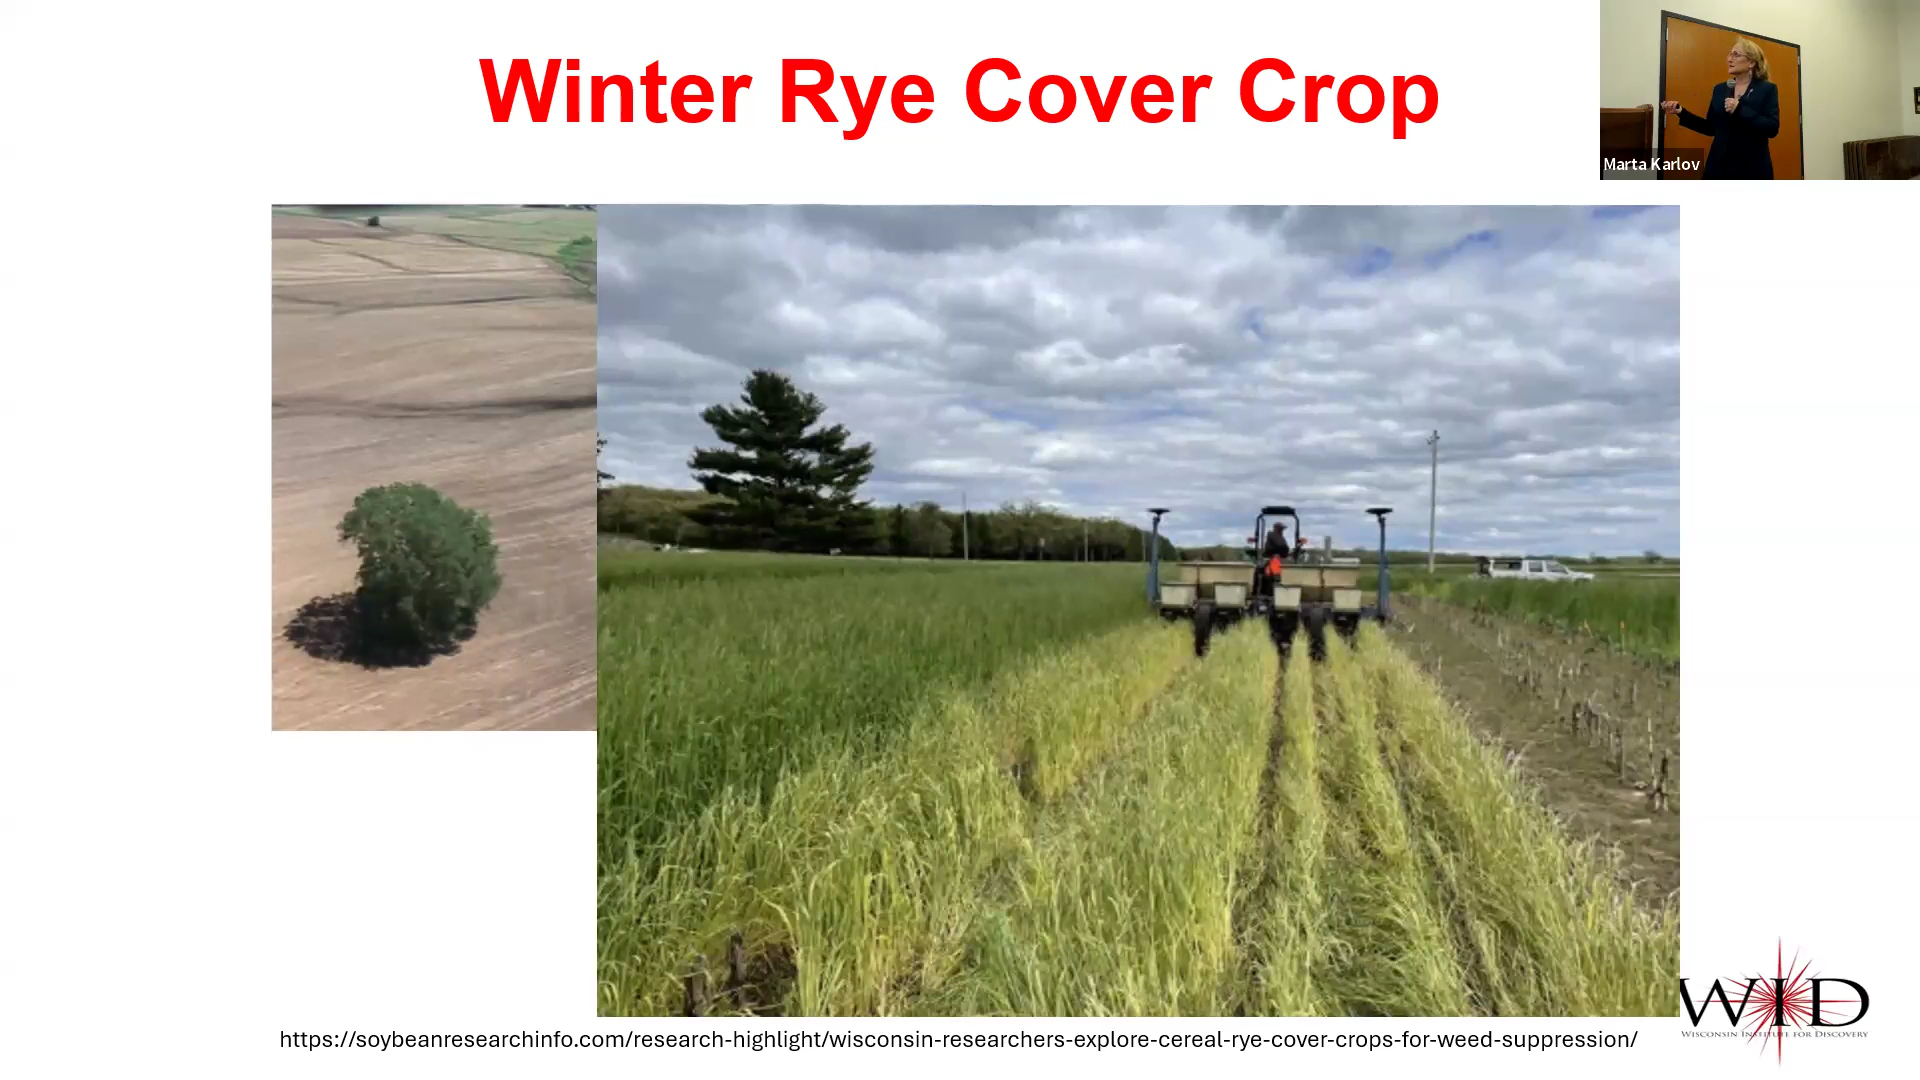 Winter Rye Cover Crop
Marta Karlov
https://soybeanresearchinfo.com/research-highlight/wisconsin-researchers-explore-cereal-rye-cover-crops-for-weed-suppression/
WID
WISCONSIN INSTITUTE FOR DISCOVERY